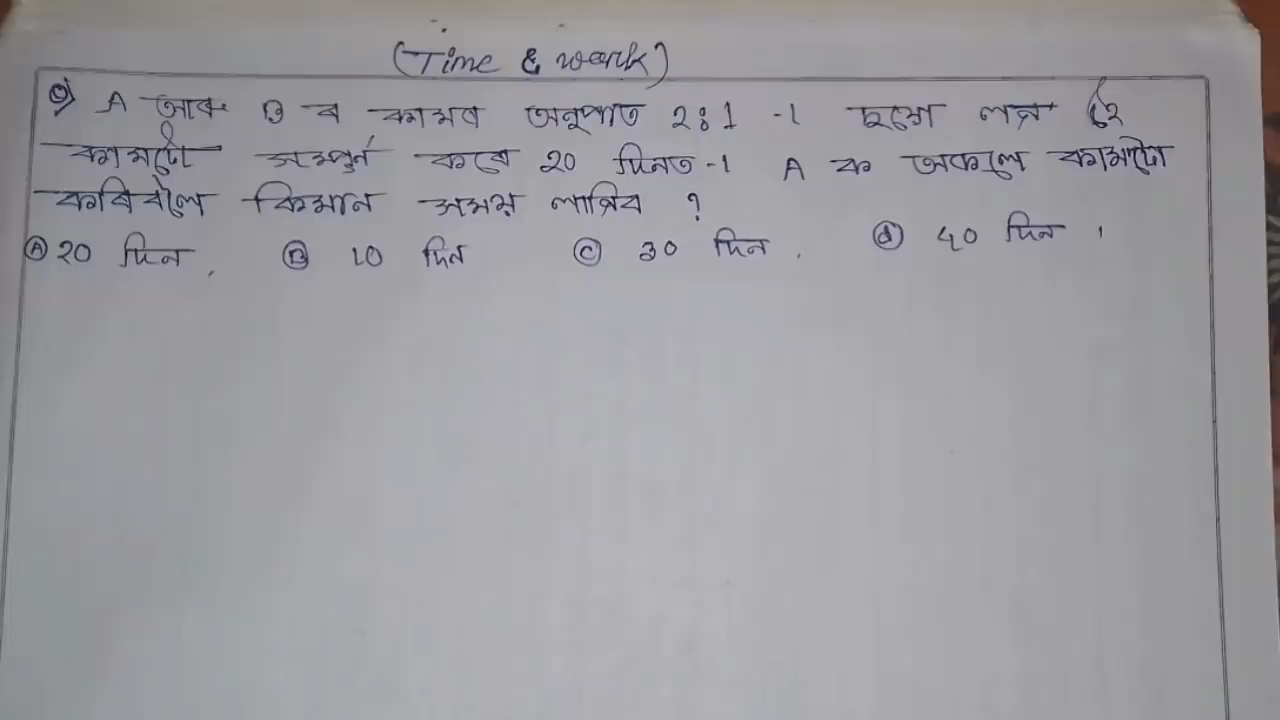 (Time & work)
Q) A আৰু B ৰ কামৰ অনুপাত 2:1 । দুয়ো লগ হৈ
কামটো সম্পুৰ্ন কৰে 20 দিনত । A ক অকলে কামটো
কৰিবলৈ কিমান সময় লাগিব ?
Ⓐ 20 দিন . Ⓑ 10 দিন Ⓒ 30 দিন . ⓓ 40 দিন ।